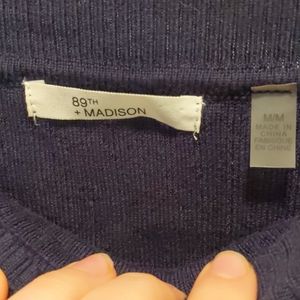 89TH
+ MADISON
M/M
MADE IN
CHINA
FABRIQUÉ
EN CHINE